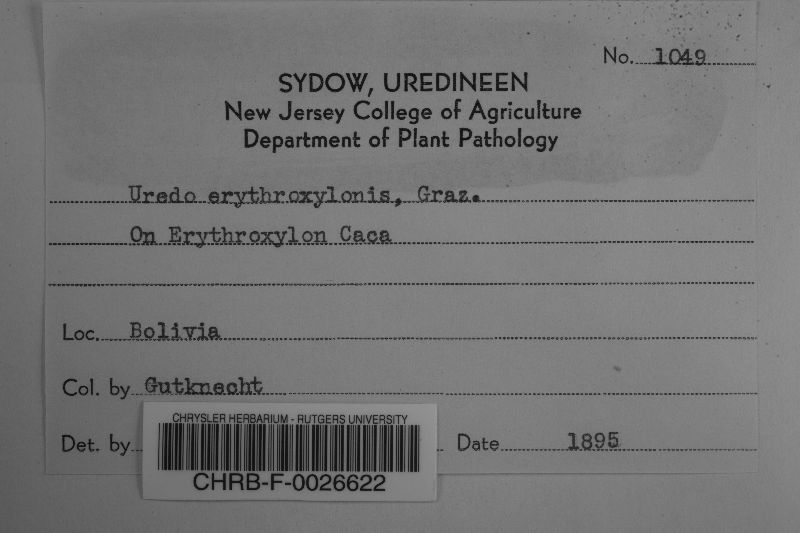 No. 1049
SYDOW, UREDINEEN
New Jersey College of Agriculture
Department of Plant Pathology
Uredo erythroxylonis, Graz.
On Erythroxylon Caca
Loc. Bolivia
Col. by Gutknecht
Det. by
Date 1895
CHRYSLER HERBARIUM - RUTGERS UNIVERSITY
CHRB-F-0026622